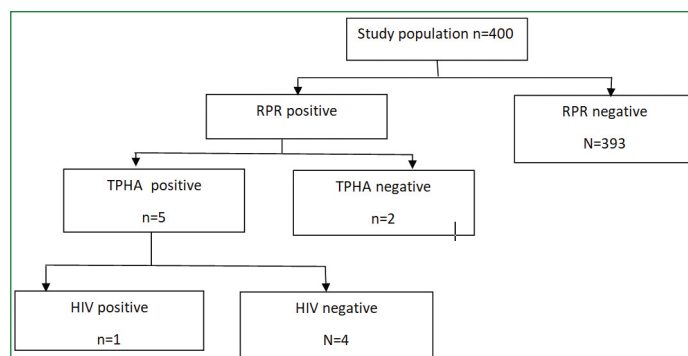 Study population n=400
RPR positive
RPR negative
N=393
TPHA positive
n=5
TPHA negative
n=2
HIV positive
n=1
HIV negative
N=4